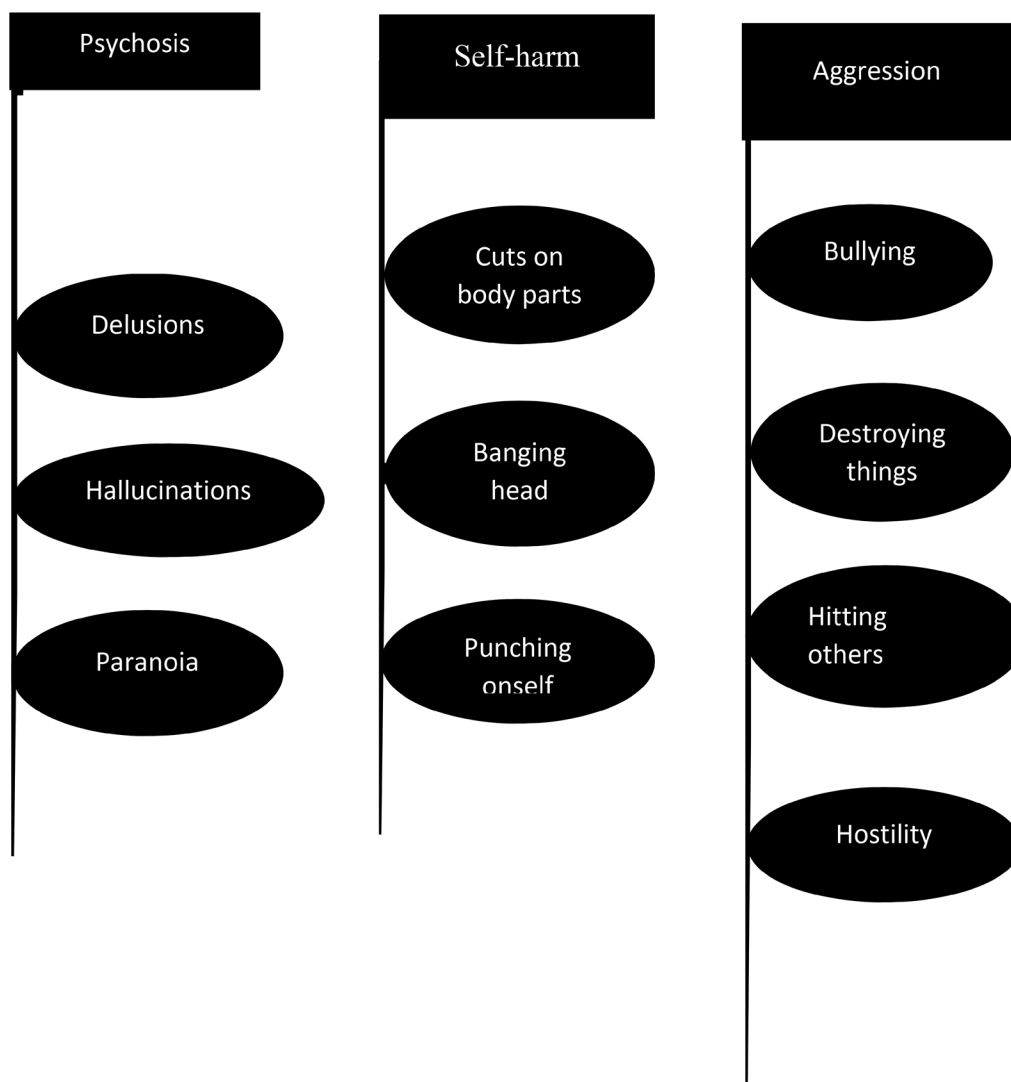 Psychosis
Delusions
Hallucinations
Paranoia
Self-harm
Cuts on
body parts
Banging
head
Punching
onself
Aggression
Bullying
Destroying
things
Hitting
others
Hostility